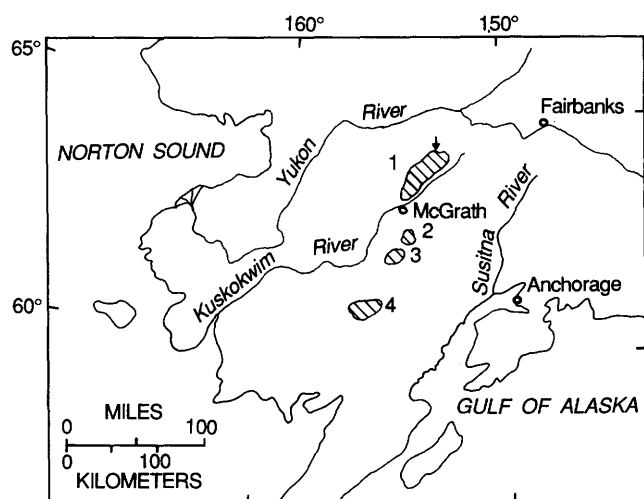 160°
150°
65°
Fairbanks
River
NORTON SOUND
Yukon
1
River
McGrath
2
River
3
Kuskokwim
Susitna
Anchorage
60°
4
MILES
0 100
GULF OF ALASKA
0 100
KILOMETERS